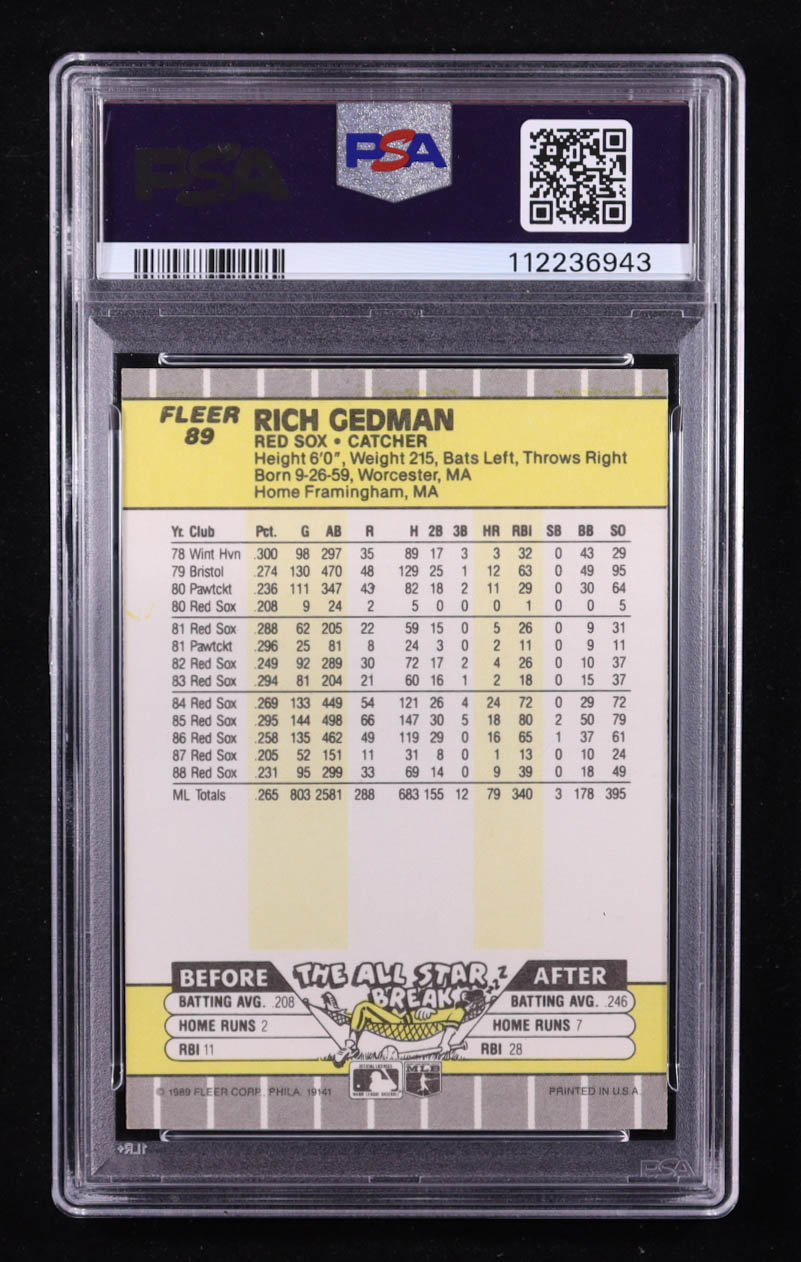 PSA
PSA
112236943
FLEER
89
RICH GEDMAN
RED SOX • CATCHER
Height 6'0", Weight 215, Bats Left, Throws Right
Born 9-26-59, Worcester, MA
Home Framingham, MA
Yr. Club Pct. G AB R H 2B 3B HR RBI SB BB SO
78 Wint Hvn .300 98 297 35 89 17 3 3 32 0 43 29
79 Bristol .274 130 470 48 129 25 1 12 63 0 49 95
80 Pawtckt .236 111 347 43 82 18 2 11 29 0 30 64
80 Red Sox .208 9 24 2 5 0 0 0 1 0 0 5
81 Red Sox .288 62 205 22 59 15 0 5 26 0 9 31
81 Pawtckt .296 25 81 8 24 3 0 2 11 0 9 11
82 Red Sox .249 92 289 30 72 17 2 4 26 0 10 37
83 Red Sox .294 81 204 21 60 16 1 2 18 0 15 37
84 Red Sox .269 133 449 54 121 26 4 24 72 0 29 72
85 Red Sox .295 144 498 66 147 30 5 18 80 2 50 79
86 Red Sox .258 135 462 49 119 29 0 16 65 1 37 61
87 Red Sox .205 52 151 11 31 8 0 1 13 0 10 24
88 Red Sox .231 95 299 33 69 14 0 9 39 0 18 49
ML Totals .265 803 2581 288 683 155 12 79 340 3 178 395
BEFORE THE ALL STAR BREAK ZZZ AFTER
BATTING AVG. .208 BATTING AVG. .246
HOME RUNS 2 HOME RUNS 7
RBI 11 RBI 28
© 1989 FLEER CORP. PHILA. 19141 MLB PRINTED IN U.S.A.
PSA